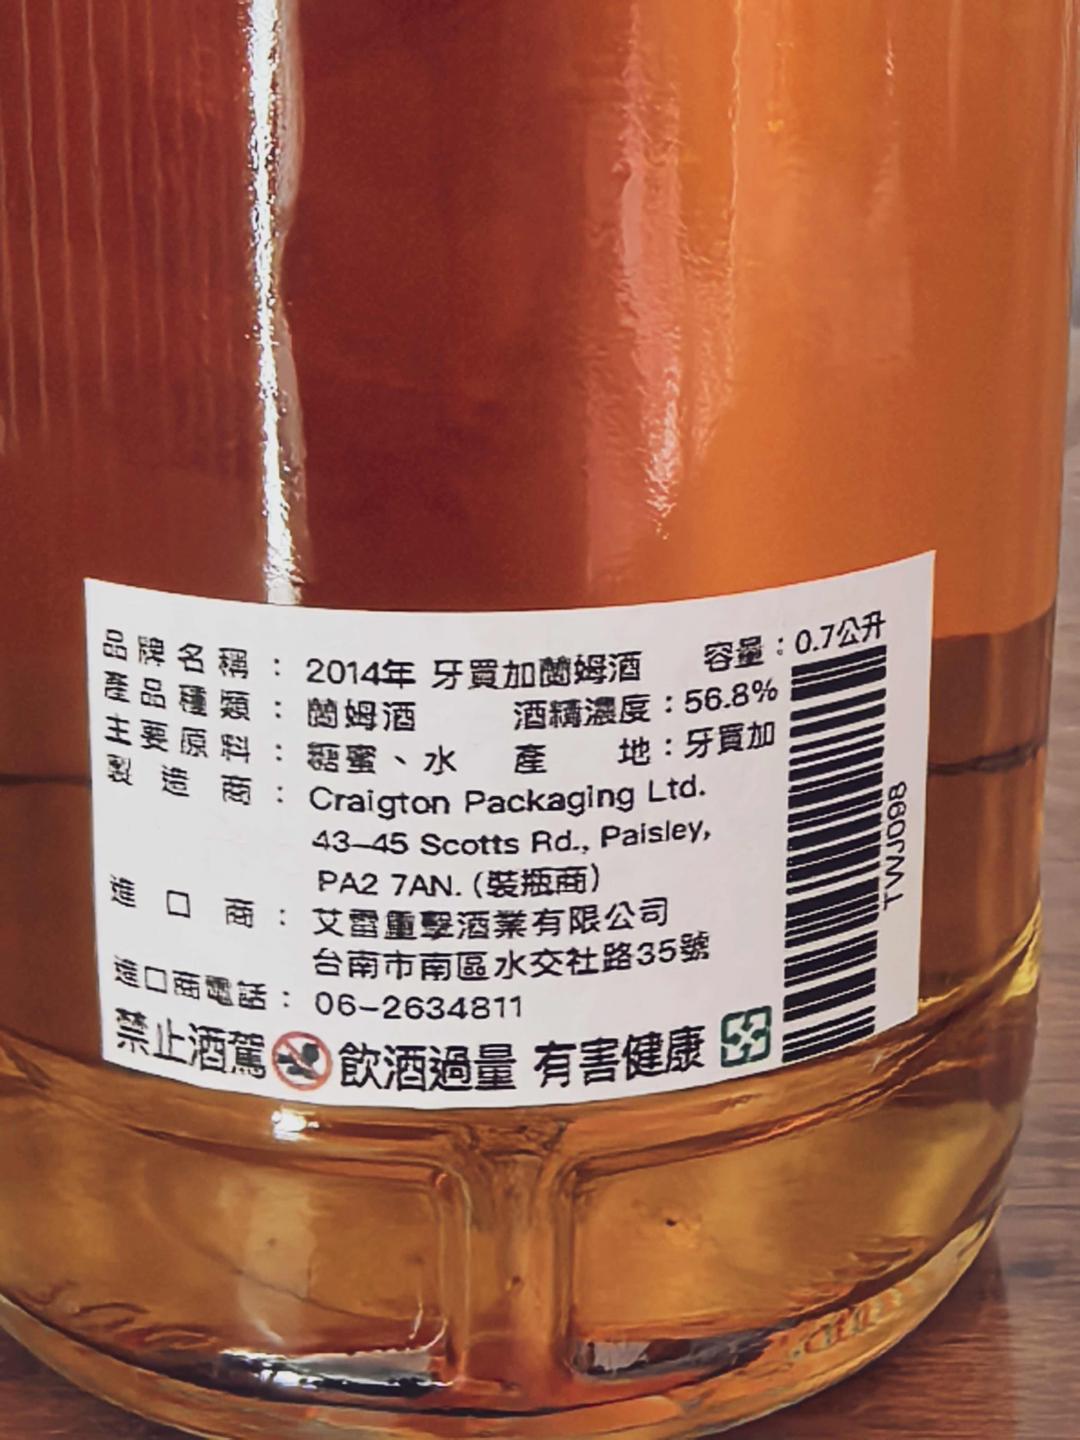 品牌名稱：2014年 牙買加蘭姆酒 容量：0.7公升
產品種類：蘭姆酒 酒精濃度：56.8%
主要原料：糖蜜、水 產地：牙買加
製造商：Craigton Packaging Ltd.
43-45 Scotts Rd., Paisley,
PA2 7AN. (裝瓶商)
進口商：艾雷重擊酒業有限公司
台南市南區水交社路35號
進口商電話：06-2634811
禁止酒駕 飲酒過量 有害健康
TWJ098